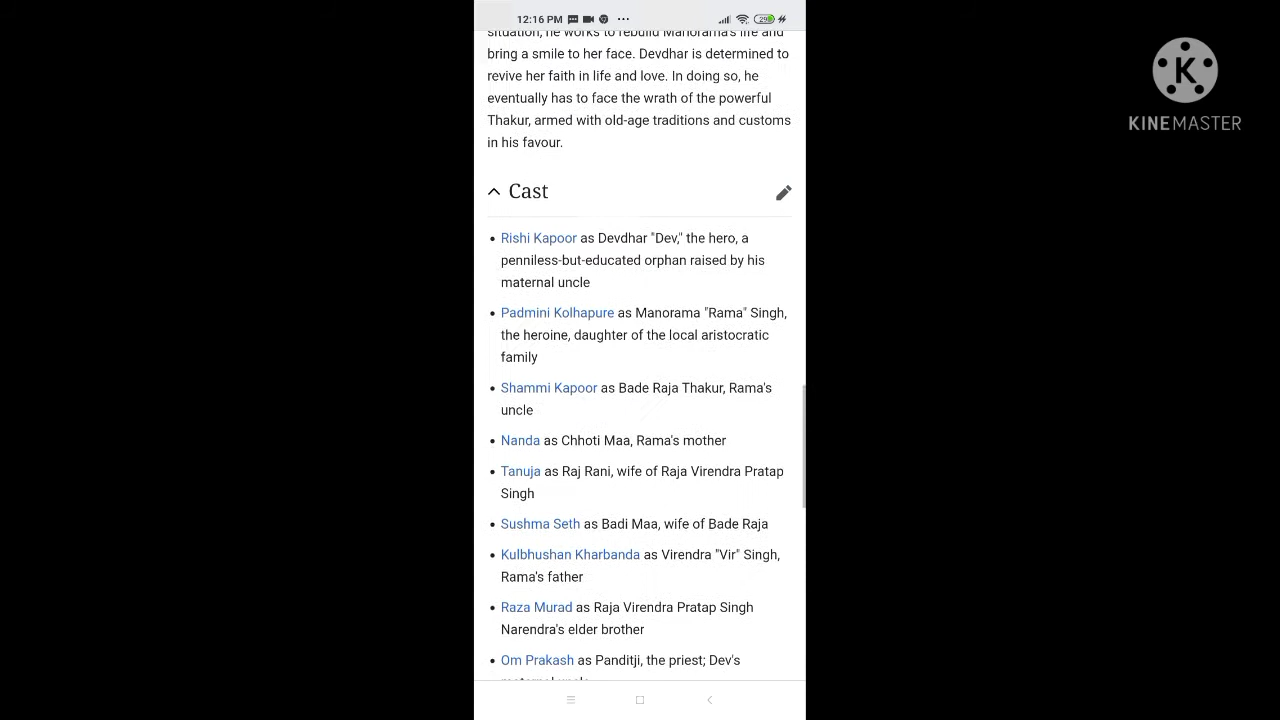 12:16 PM
29
situation, he works to rebuild Manorama's life and
bring a smile to her face. Devdhar is determined to
revive her faith in life and love. In doing so, he
eventually has to face the wrath of the powerful
Thakur, armed with old-age traditions and customs
in his favour.
Cast
• Rishi Kapoor as Devdhar "Dev," the hero, a
penniless-but-educated orphan raised by his
maternal uncle
• Padmini Kolhapure as Manorama "Rama" Singh,
the heroine, daughter of the local aristocratic
family
• Shammi Kapoor as Bade Raja Thakur, Rama's
uncle
• Nanda as Chhoti Maa, Rama's mother
• Tanuja as Raj Rani, wife of Raja Virendra Pratap
Singh
• Sushma Seth as Badi Maa, wife of Bade Raja
• Kulbhushan Kharbanda as Virendra "Vir" Singh,
Rama's father
• Raza Murad as Raja Virendra Pratap Singh
Narendra's elder brother
• Om Prakash as Panditji, the priest; Dev's
maternal uncle
K
KINEMASTER